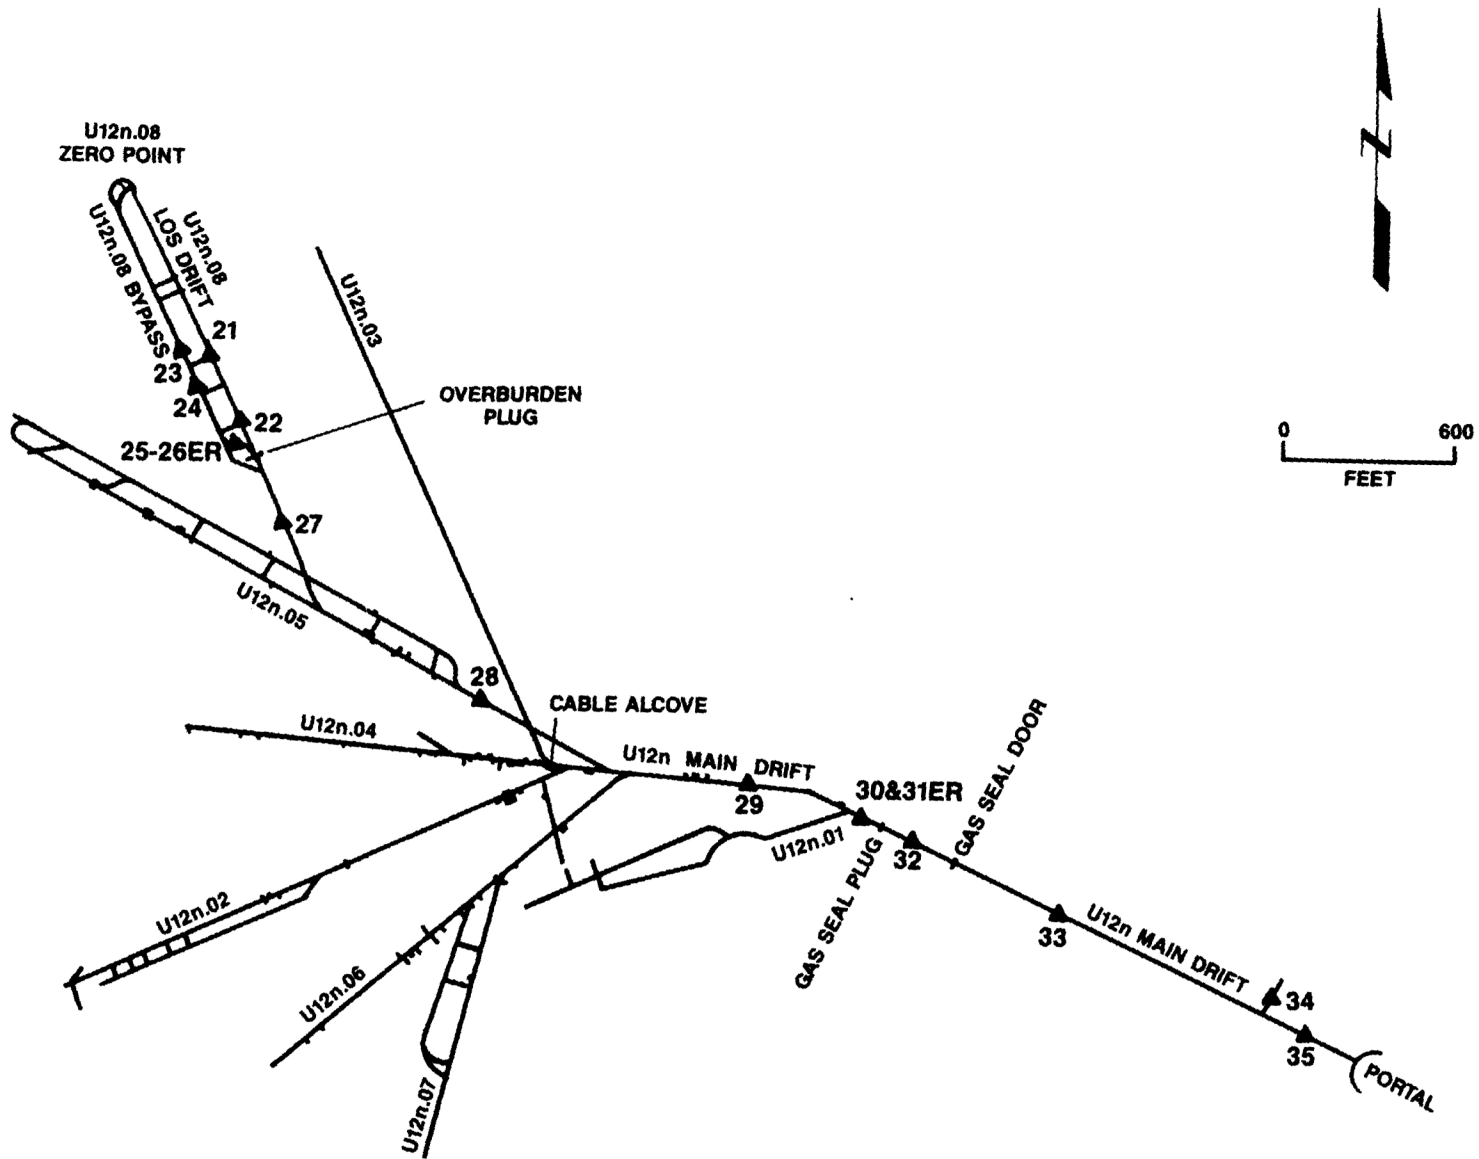 U12n.08
ZERO POINT
U12n.08
LOS DRIFT
U12n.08 BYPASS
U12n.03
21
23
24
22
25-26ER
OVERBURDEN
PLUG
0
600
FEET
27
U12n.05
28
CABLE ALCOVE
U12n.04
U12n MAIN DRIFT
29
30&31ER
GAS SEAL DOOR
U12n.01
32
GAS SEAL PLUG
U12n.02
33
U12n MAIN DRIFT
U12n.06
34
35
PORTAL
U12n.07
N